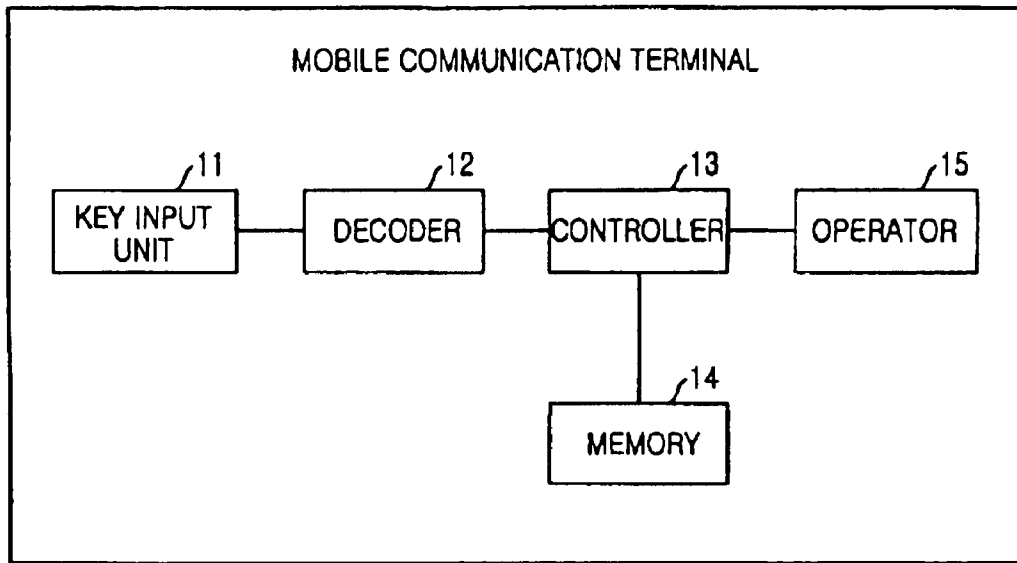 MOBILE COMMUNICATION TERMINAL
11
12
13
15
KEY INPUT
UNIT
DECODER
CONTROLLER
OPERATOR
14
MEMORY